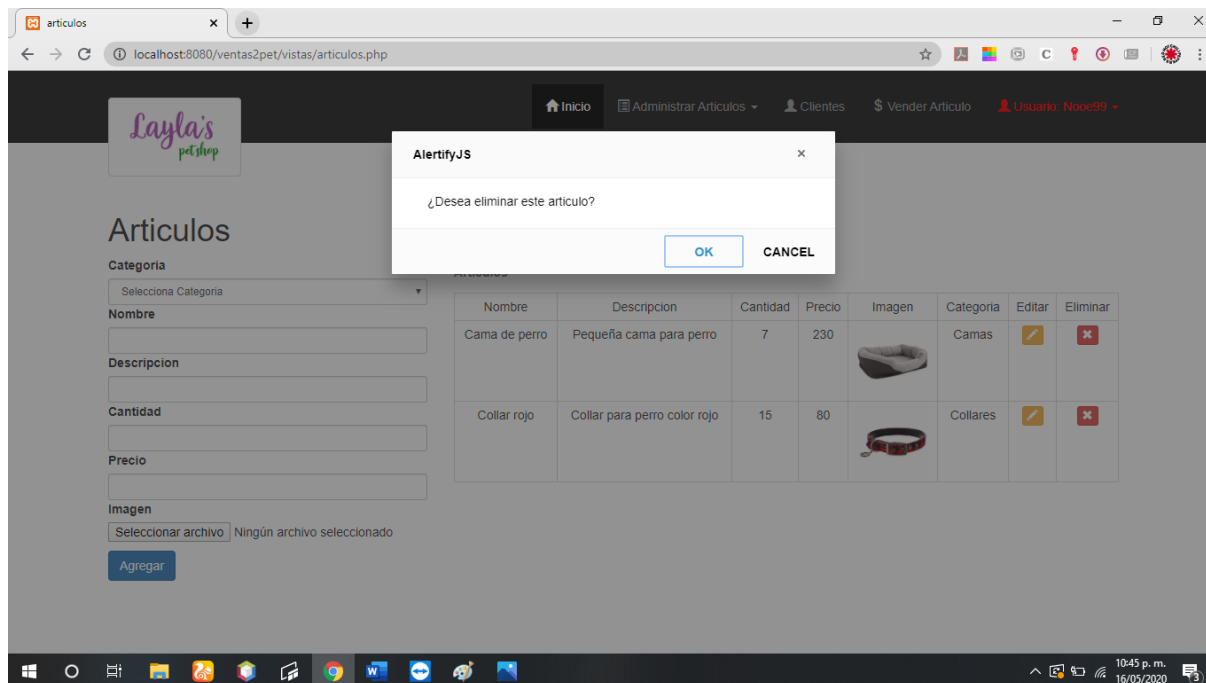 articulos
localhost:8080/ventas2pet/vistas/articulos.php
Layla's
pet shop
Inicio
Administrar Articulos
Clientes
$ Vender Articulo
Usuario: Nooe99
AlertifyJS
¿Desea eliminar este articulo?
OK
CANCEL
Articulos
Categoria
Selecciona Categoria
Nombre
Descripcion
Cantidad
Precio
Imagen
Seleccionar archivo Ningún archivo seleccionado
Agregar
Articulos
Nombre Descripcion Cantidad Precio Imagen Categoria Editar Eliminar
Cama de perro Pequeña cama para perro 7 230 Camas
Collar rojo Collar para perro color rojo 15 80 Collares
10:45 p. m.
16/05/2020
3